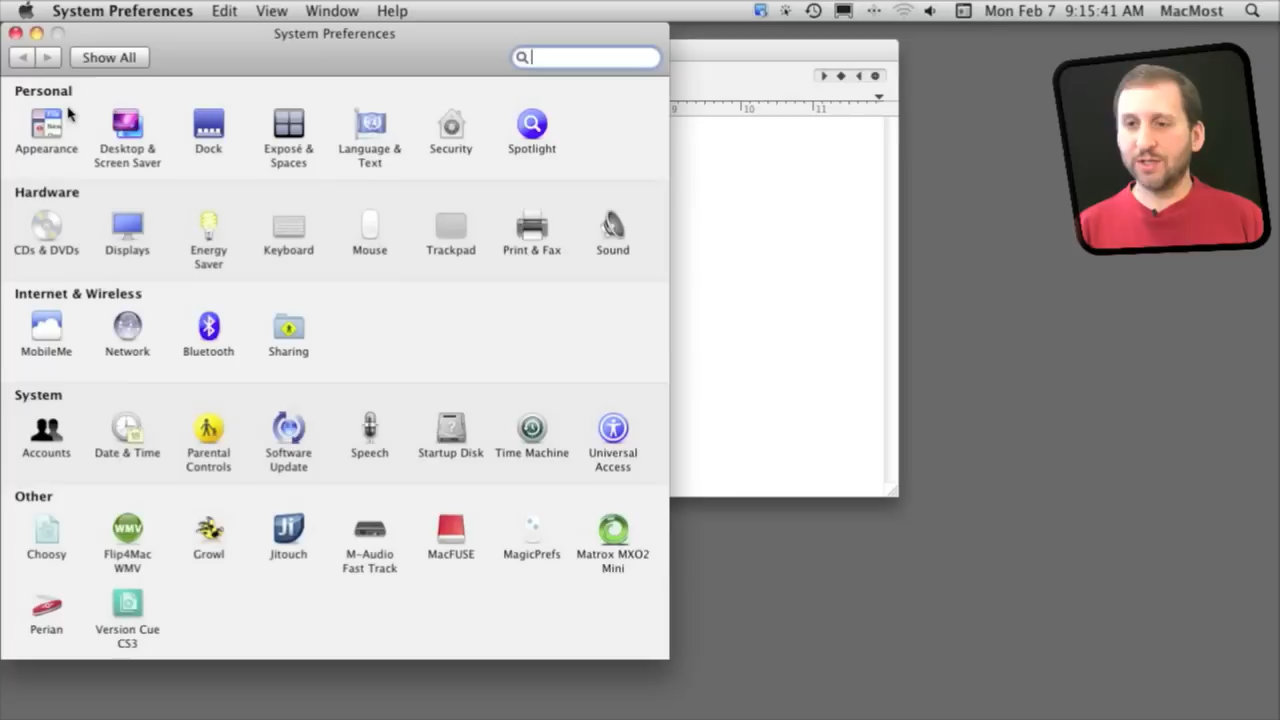 System Preferences Edit View Window Help Mon Feb 7 9:15:41 AM MacMost
System Preferences
Show All
Personal
Appearance
Desktop &
Screen Saver
Dock
Exposé &
Spaces
Language &
Text
Security
Spotlight
Hardware
CDs & DVDs
Displays
Energy
Saver
Keyboard
Mouse
Trackpad
Print & Fax
Sound
Internet & Wireless
MobileMe
Network
Bluetooth
Sharing
System
Accounts
Date & Time
Parental
Controls
Software
Update
Speech
Startup Disk
Time Machine
Universal
Access
Other
Choosy
WMV
Flip4Mac
WMV
Growl
Ji
Jitouch
M-Audio
Fast Track
MacFUSE
MagicPrefs
Matrox MXO2
Mini
Perian
Version Cue
CS3
9 10 11